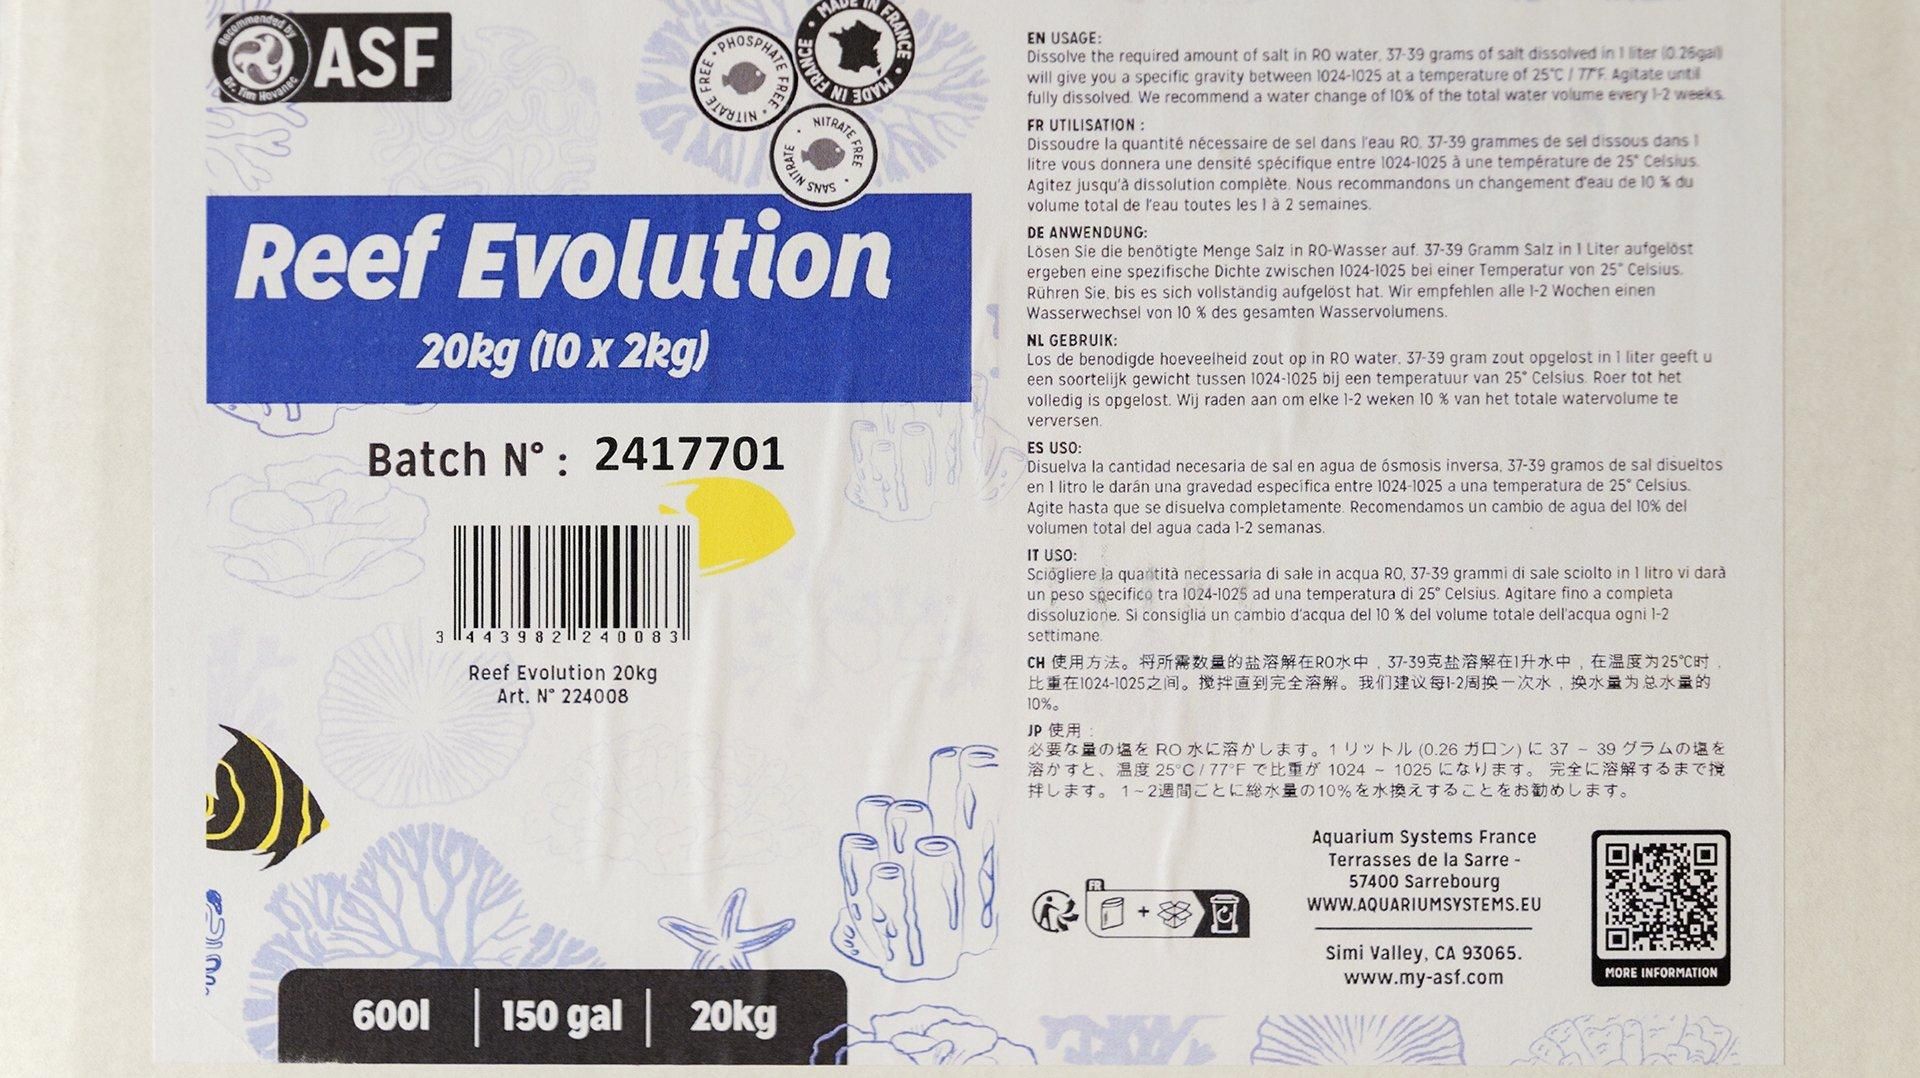 Recommended by
Dr. Tim Hovanec
ASF
PHOSPHATE FREE • NITRATE FREE •
MADE IN FRANCE • MADE IN FRANCE •
NITRATE FREE • SANS NITRATE •
Reef Evolution
20kg (10 x 2kg)
Batch N° : 2417701
3 443982 240083
Reef Evolution 20kg
Art. N° 224008
600l
150 gal
20kg
EN USAGE:
Dissolve the required amount of salt in RO water, 37-39 grams of salt dissolved in 1 liter (0.26gal)
will give you a specific gravity between 1024-1025 at a temperature of 25°C / 77°F. Agitate until
fully dissolved. We recommend a water change of 10% of the total water volume every 1-2 weeks.
FR UTILISATION :
Dissoudre la quantité nécessaire de sel dans l'eau RO, 37-39 grammes de sel dissous dans 1
litre vous donnera une densité spécifique entre 1024-1025 à une température de 25° Celsius.
Agitez jusqu'à dissolution complète. Nous recommandons un changement d'eau de 10 % du
volume total de l'eau toutes les 1 à 2 semaines.
DE ANWENDUNG:
Lösen Sie die benötigte Menge Salz in RO-Wasser auf. 37-39 Gramm Salz in 1 Liter aufgelöst
ergeben eine spezifische Dichte zwischen 1024-1025 bei einer Temperatur von 25° Celsius.
Rühren Sie, bis es sich vollständig aufgelöst hat. Wir empfehlen alle 1-2 Wochen einen
Wasserwechsel von 10 % des gesamten Wasservolumens.
NL GEBRUIK:
Los de benodigde hoeveelheid zout op in RO water, 37-39 gram zout opgelost in 1 liter geeft u
een soortelijk gewicht tussen 1024-1025 bij een temperatuur van 25° Celsius. Roer tot het
volledig is opgelost. Wij raden aan om elke 1-2 weken 10 % van het totale watervolume te
verversen.
ES USO:
Disuelva la cantidad necesaria de sal en agua de ósmosis inversa, 37-39 gramos de sal disueltos
en 1 litro le darán una gravedad específica entre 1024-1025 a una temperatura de 25° Celsius.
Agite hasta que se disuelva completamente. Recomendamos un cambio de agua del 10% del
volumen total del agua cada 1-2 semanas.
IT USO:
Sciogliere la quantità necessaria di sale in acqua RO, 37-39 grammi di sale sciolto in 1 litro vi darà
un peso specifico tra 1024-1025 ad una temperatura di 25° Celsius. Agitare fino a completa
dissoluzione. Si consiglia un cambio d'acqua del 10 % del volume totale dell'acqua ogni 1-2
settimane.
CH 使用方法。将所需数量的盐溶解在RO水中，37-39克盐溶解在1升水中，在温度为25°C时，
比重在1024-1025之间。搅拌直到完全溶解。我们建议每1-2周换一次水，换水量为总水量的
10%。
JP 使用 :
必要な量の塩を RO 水に溶かします。1 リットル (0.26 ガロン) に 37 ~ 39 グラムの塩を
溶かすと、温度 25°C / 77°F で比重が 1024 ~ 1025 になります。 完全に溶解するまで撹
拌します。 1~2週間ごとに総水量の10%を水換えすることをお勧めします。
FR
Aquarium Systems France
Terrasses de la Sarre -
57400 Sarrebourg
WWW.AQUARIUMSYSTEMS.EU
Simi Valley, CA 93065.
www.my-asf.com
MORE INFORMATION